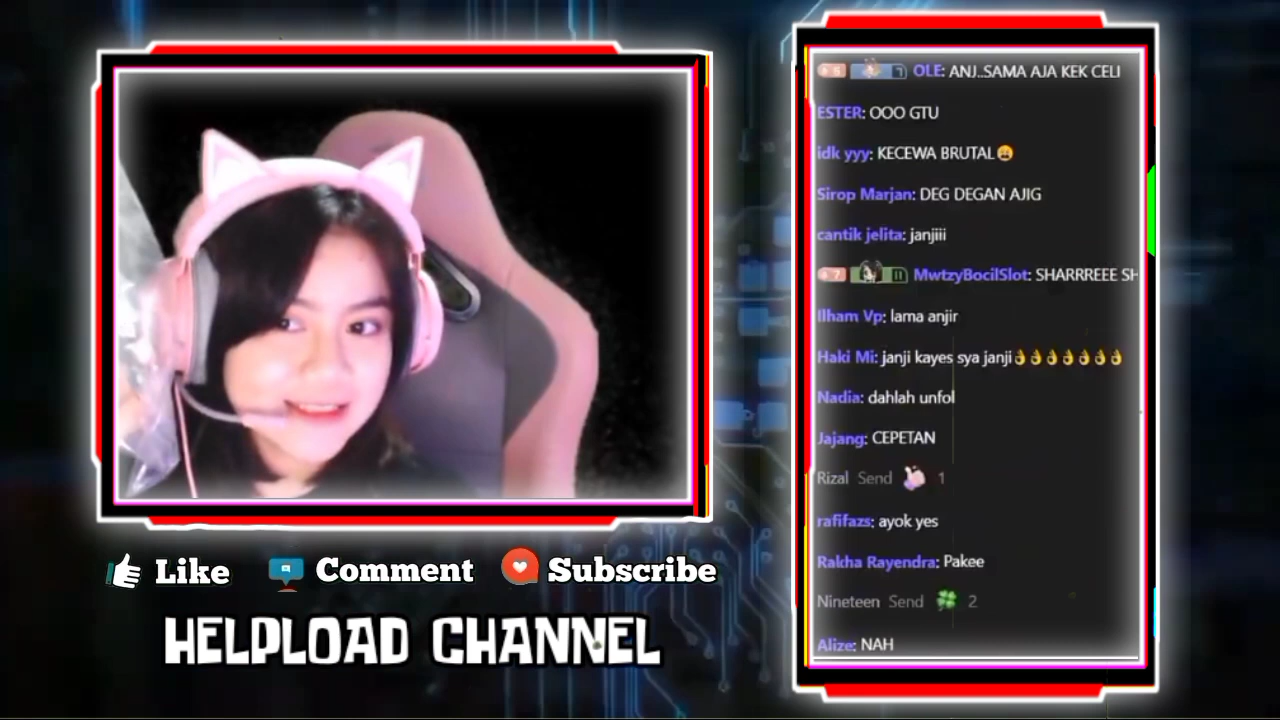 OLE: ANJ..SAMA AJA KEK CELI
ESTER: OOO GTU
idk yyy: KECEWA BRUTAL😩
Sirop Marjan: DEG DEGAN AJIG
cantik jelita: janjiii
7 11 MwtzyBocilSlot: SHARRREEE SH
Ilham Vp: lama anjir
Haki Mi: janji kayes sya janji👌👌👌👌👌👌👌
Nadia: dahlah unfol
Jajang: CEPETAN
Rizal Send 1
rafifazs: ayok yes
Rakha Rayendra: Pakee
Nineteen Send 🍀 2
Alize: NAH
Like Comment Subscribe
HELPLOAD CHANNEL